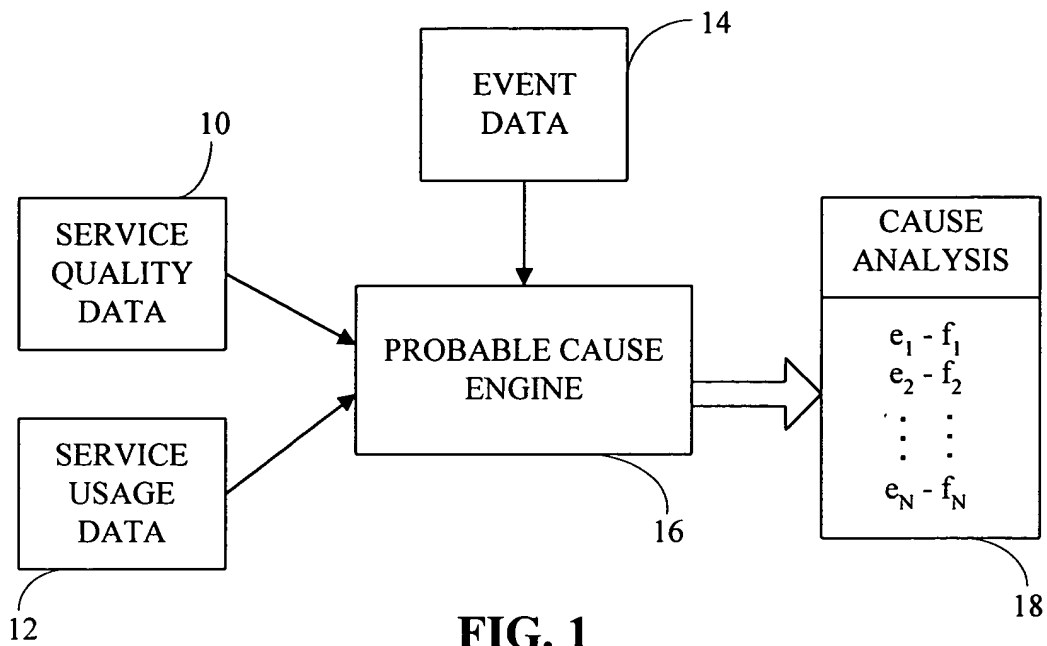 14
EVENT
DATA
10
SERVICE
QUALITY
DATA
CAUSE
ANALYSIS
PROBABLE CAUSE
ENGINE
e1 - f1
e2 - f2
. .
. .
. .
eN - fN
SERVICE
USAGE
DATA
16
18
12
FIG. 1